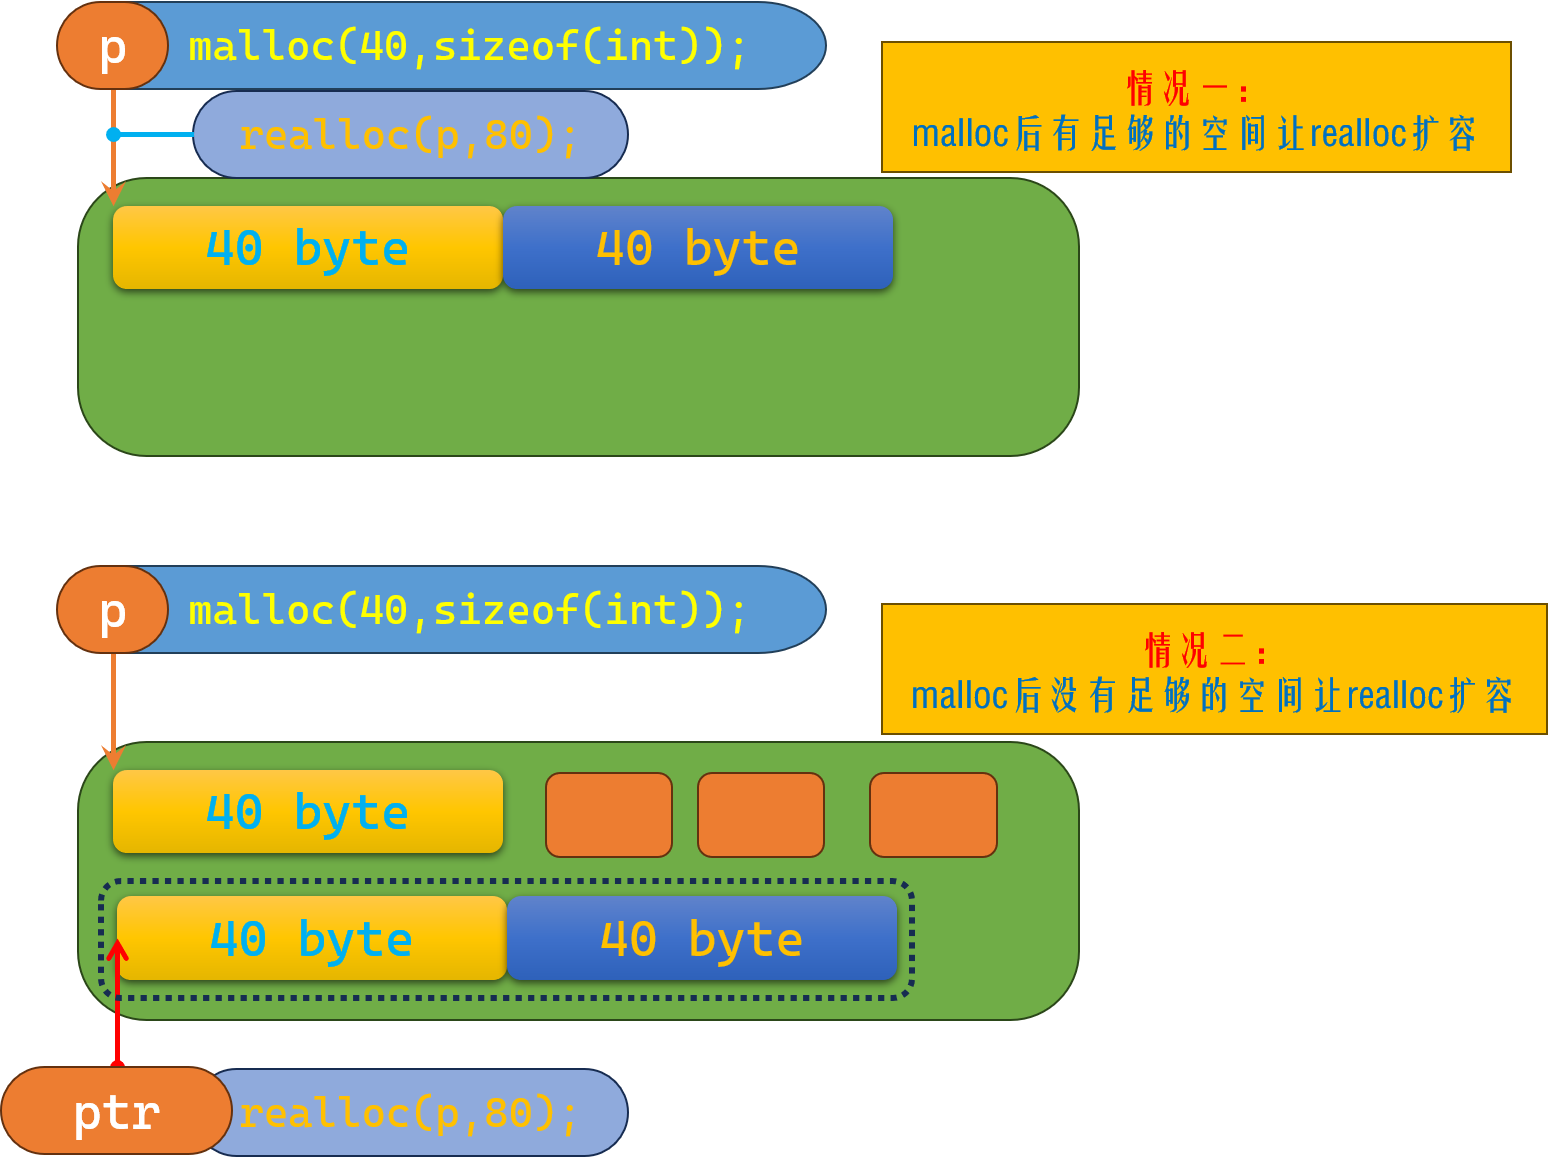 p malloc(40,sizeof(int));
realloc(p,80);
情况一：
malloc后有足够的空间让realloc扩容
40 byte 40 byte
p malloc(40,sizeof(int));
情况二：
malloc后没有足够的空间让realloc扩容
40 byte
40 byte 40 byte
ptr realloc(p,80);